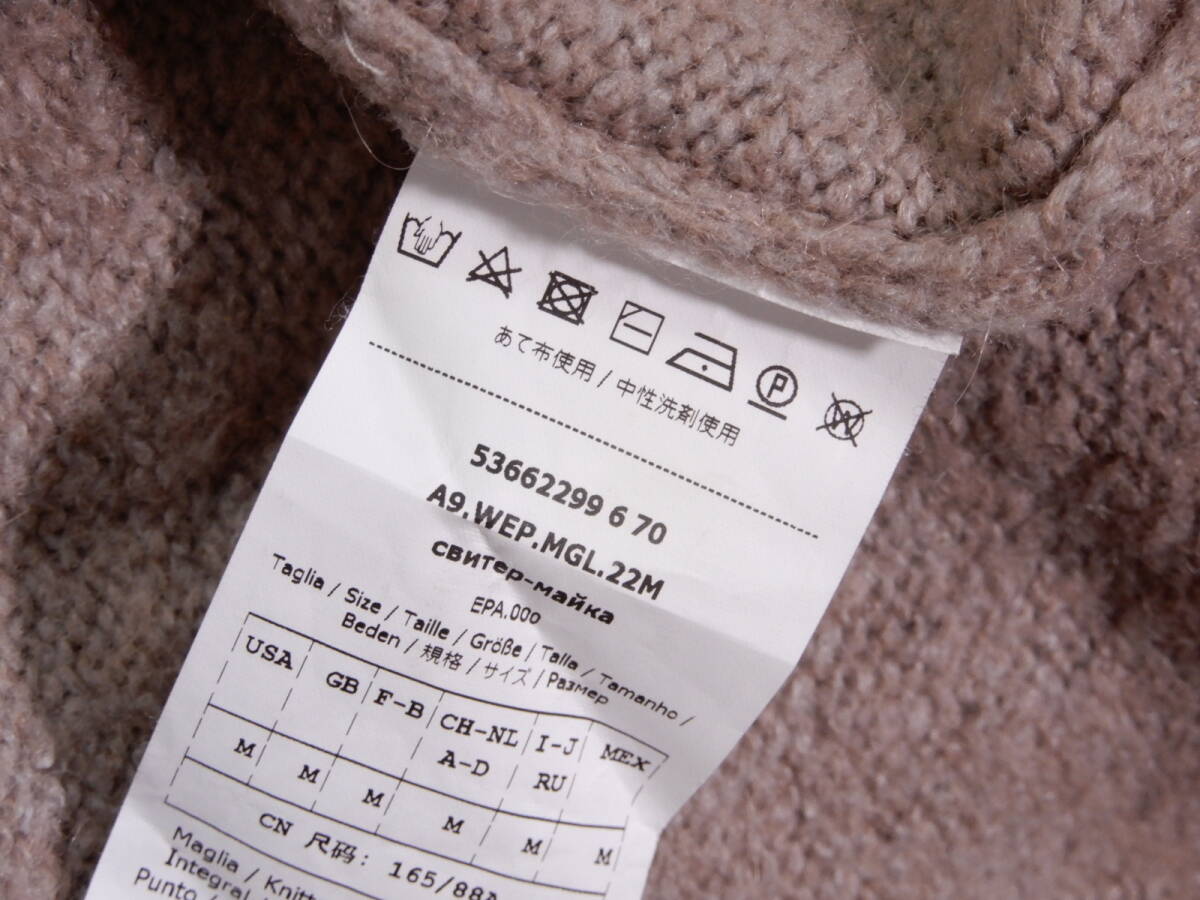 P
W
あて布使用 / 中性洗剤使用
53662299 6 70
A9.WEP.MGL.22M
свитер-майка
EPA.000
Taglia / Size / Taille / Größe / Talla / Tamanho /
Beden / 規格 / サイズ / Размер
USA GB F-B CH-NL I-J MEX
A-D RU
M M M M M M
CN 尺码: 165/88A
Maglia / Knitt
Integral
Punto /